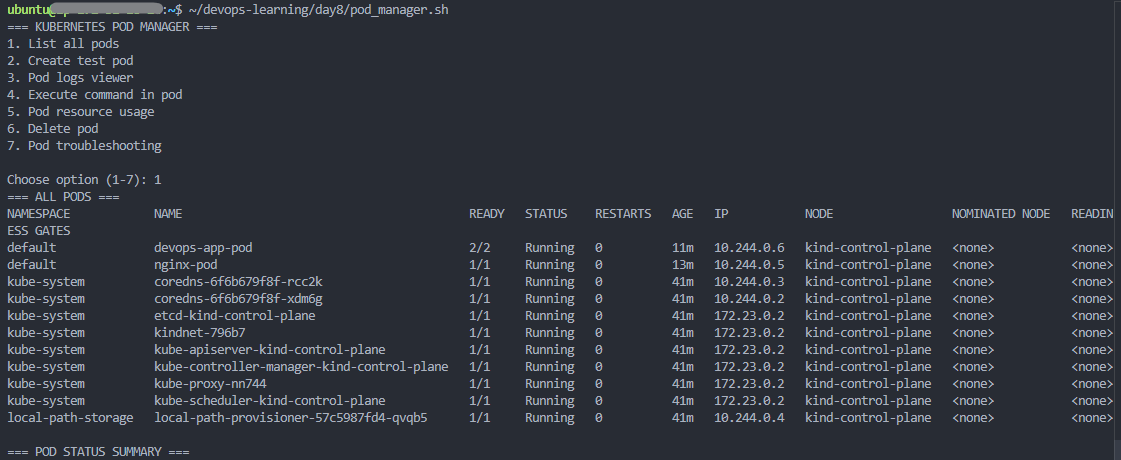 ubuntu@ :~$ ~/devops-learning/day8/pod_manager.sh
=== KUBERNETES POD MANAGER ===
1. List all pods
2. Create test pod
3. Pod logs viewer
4. Execute command in pod
5. Pod resource usage
6. Delete pod
7. Pod troubleshooting
Choose option (1-7): 1
=== ALL PODS ===
NAMESPACE NAME READY STATUS RESTARTS AGE IP NODE NOMINATED NODE READIN
ESS GATES
default devops-app-pod 2/2 Running 0 11m 10.244.0.6 kind-control-plane <none> <none>
default nginx-pod 1/1 Running 0 13m 10.244.0.5 kind-control-plane <none> <none>
kube-system coredns-6f6b679f8f-rcc2k 1/1 Running 0 41m 10.244.0.3 kind-control-plane <none> <none>
kube-system coredns-6f6b679f8f-xdm6g 1/1 Running 0 41m 10.244.0.2 kind-control-plane <none> <none>
kube-system etcd-kind-control-plane 1/1 Running 0 41m 172.23.0.2 kind-control-plane <none> <none>
kube-system kindnet-796b7 1/1 Running 0 41m 172.23.0.2 kind-control-plane <none> <none>
kube-system kube-apiserver-kind-control-plane 1/1 Running 0 41m 172.23.0.2 kind-control-plane <none> <none>
kube-system kube-controller-manager-kind-control-plane 1/1 Running 0 41m 172.23.0.2 kind-control-plane <none> <none>
kube-system kube-proxy-nn744 1/1 Running 0 41m 172.23.0.2 kind-control-plane <none> <none>
kube-system kube-scheduler-kind-control-plane 1/1 Running 0 41m 172.23.0.2 kind-control-plane <none> <none>
local-path-storage local-path-provisioner-57c5987fd4-qvqb5 1/1 Running 0 41m 10.244.0.4 kind-control-plane <none> <none>
=== POD STATUS SUMMARY ===